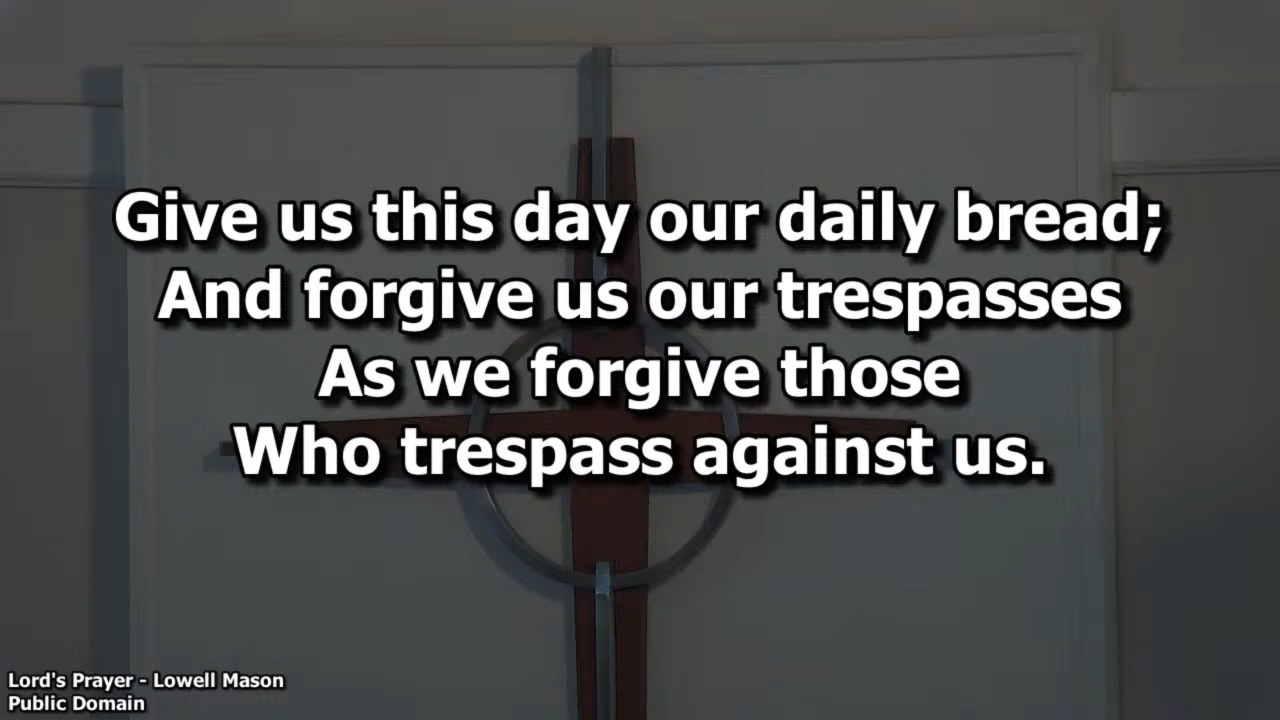 Give us this day our daily bread;
And forgive us our trespasses
As we forgive those
Who trespass against us.
Lord's Prayer - Lowell Mason
Public Domain